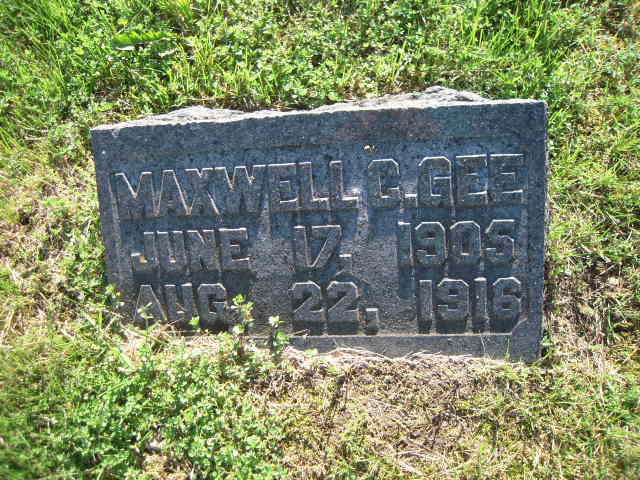 MAXWELL C. GEE
JUNE 17, 1905
AUG. 22, 1916